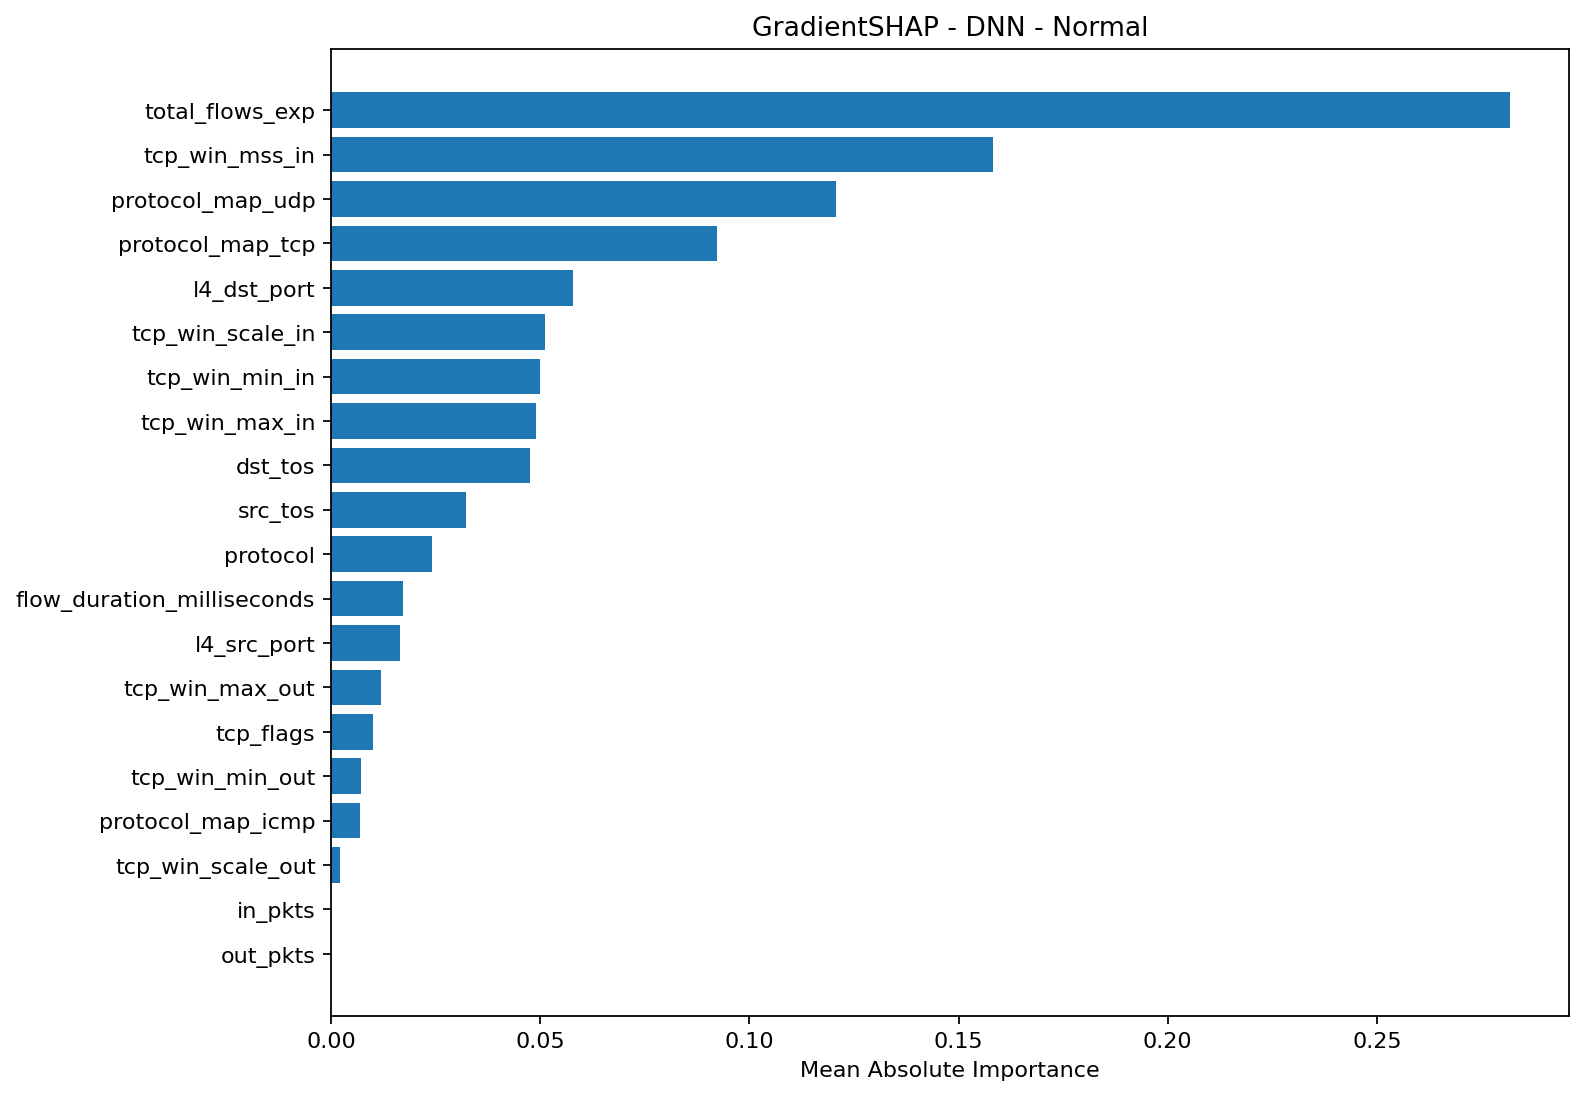 GradientSHAP - DNN - Normal
total_flows_exp
tcp_win_mss_in
protocol_map_udp
protocol_map_tcp
l4_dst_port
tcp_win_scale_in
tcp_win_min_in
tcp_win_max_in
dst_tos
src_tos
protocol
flow_duration_milliseconds
l4_src_port
tcp_win_max_out
tcp_flags
tcp_win_min_out
protocol_map_icmp
tcp_win_scale_out
in_pkts
out_pkts
0.00 0.05 0.10 0.15 0.20 0.25
Mean Absolute Importance